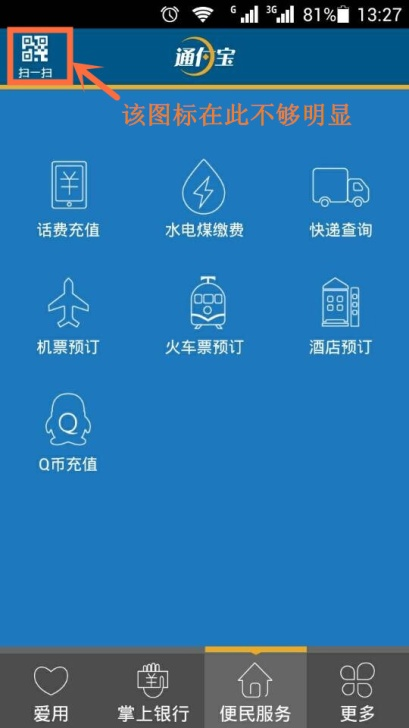 G 3G 81% 13:27
扫一扫
通付宝
该图标在此不够明显
¥
话费充值 水电煤缴费 快递查询
机票预订 火车票预订 酒店预订
Q
Q币充值
¥
爱用 掌上银行 便民服务 更多